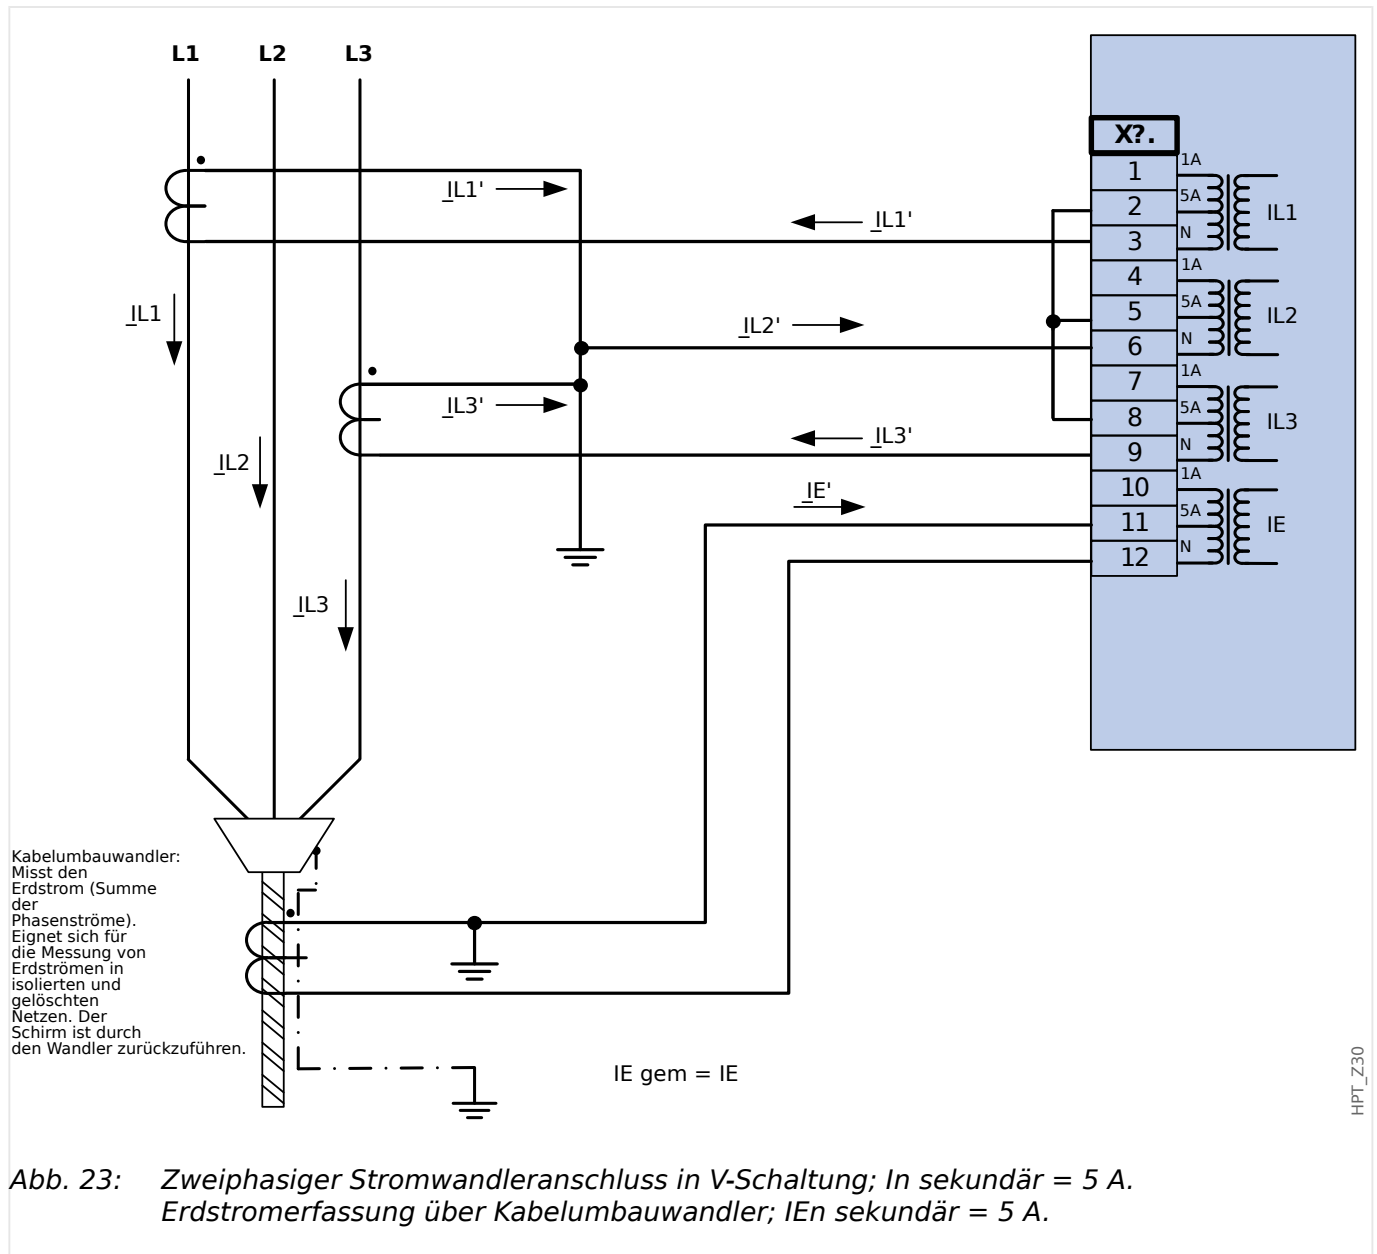 L1 L2 L3
X?.
1 1A
2 5A IL1
3 N
4 1A
5 5A IL2
6 N
7 1A
8 5A IL3
9 N
10 1A
11 5A IE
12 N
IL1'
IL1'
IL1
IL2'
IL3'
IL3'
IL2
IE'
IL3
Kabelumbauwandler:
Misst den
Erdstrom (Summe
der
Phasenströme).
Eignet sich für
die Messung von
Erdströmen in
isolierten und
gelöschten
Netzen. Der
Schirm ist durch
den Wandler zurückzuführen.
IE gem = IE
HPT_Z30
Abb. 23: Zweiphasiger Stromwandleranschluss in V-Schaltung; In sekundär = 5 A.
Erdstromerfassung über Kabelumbauwandler; IEn sekundär = 5 A.